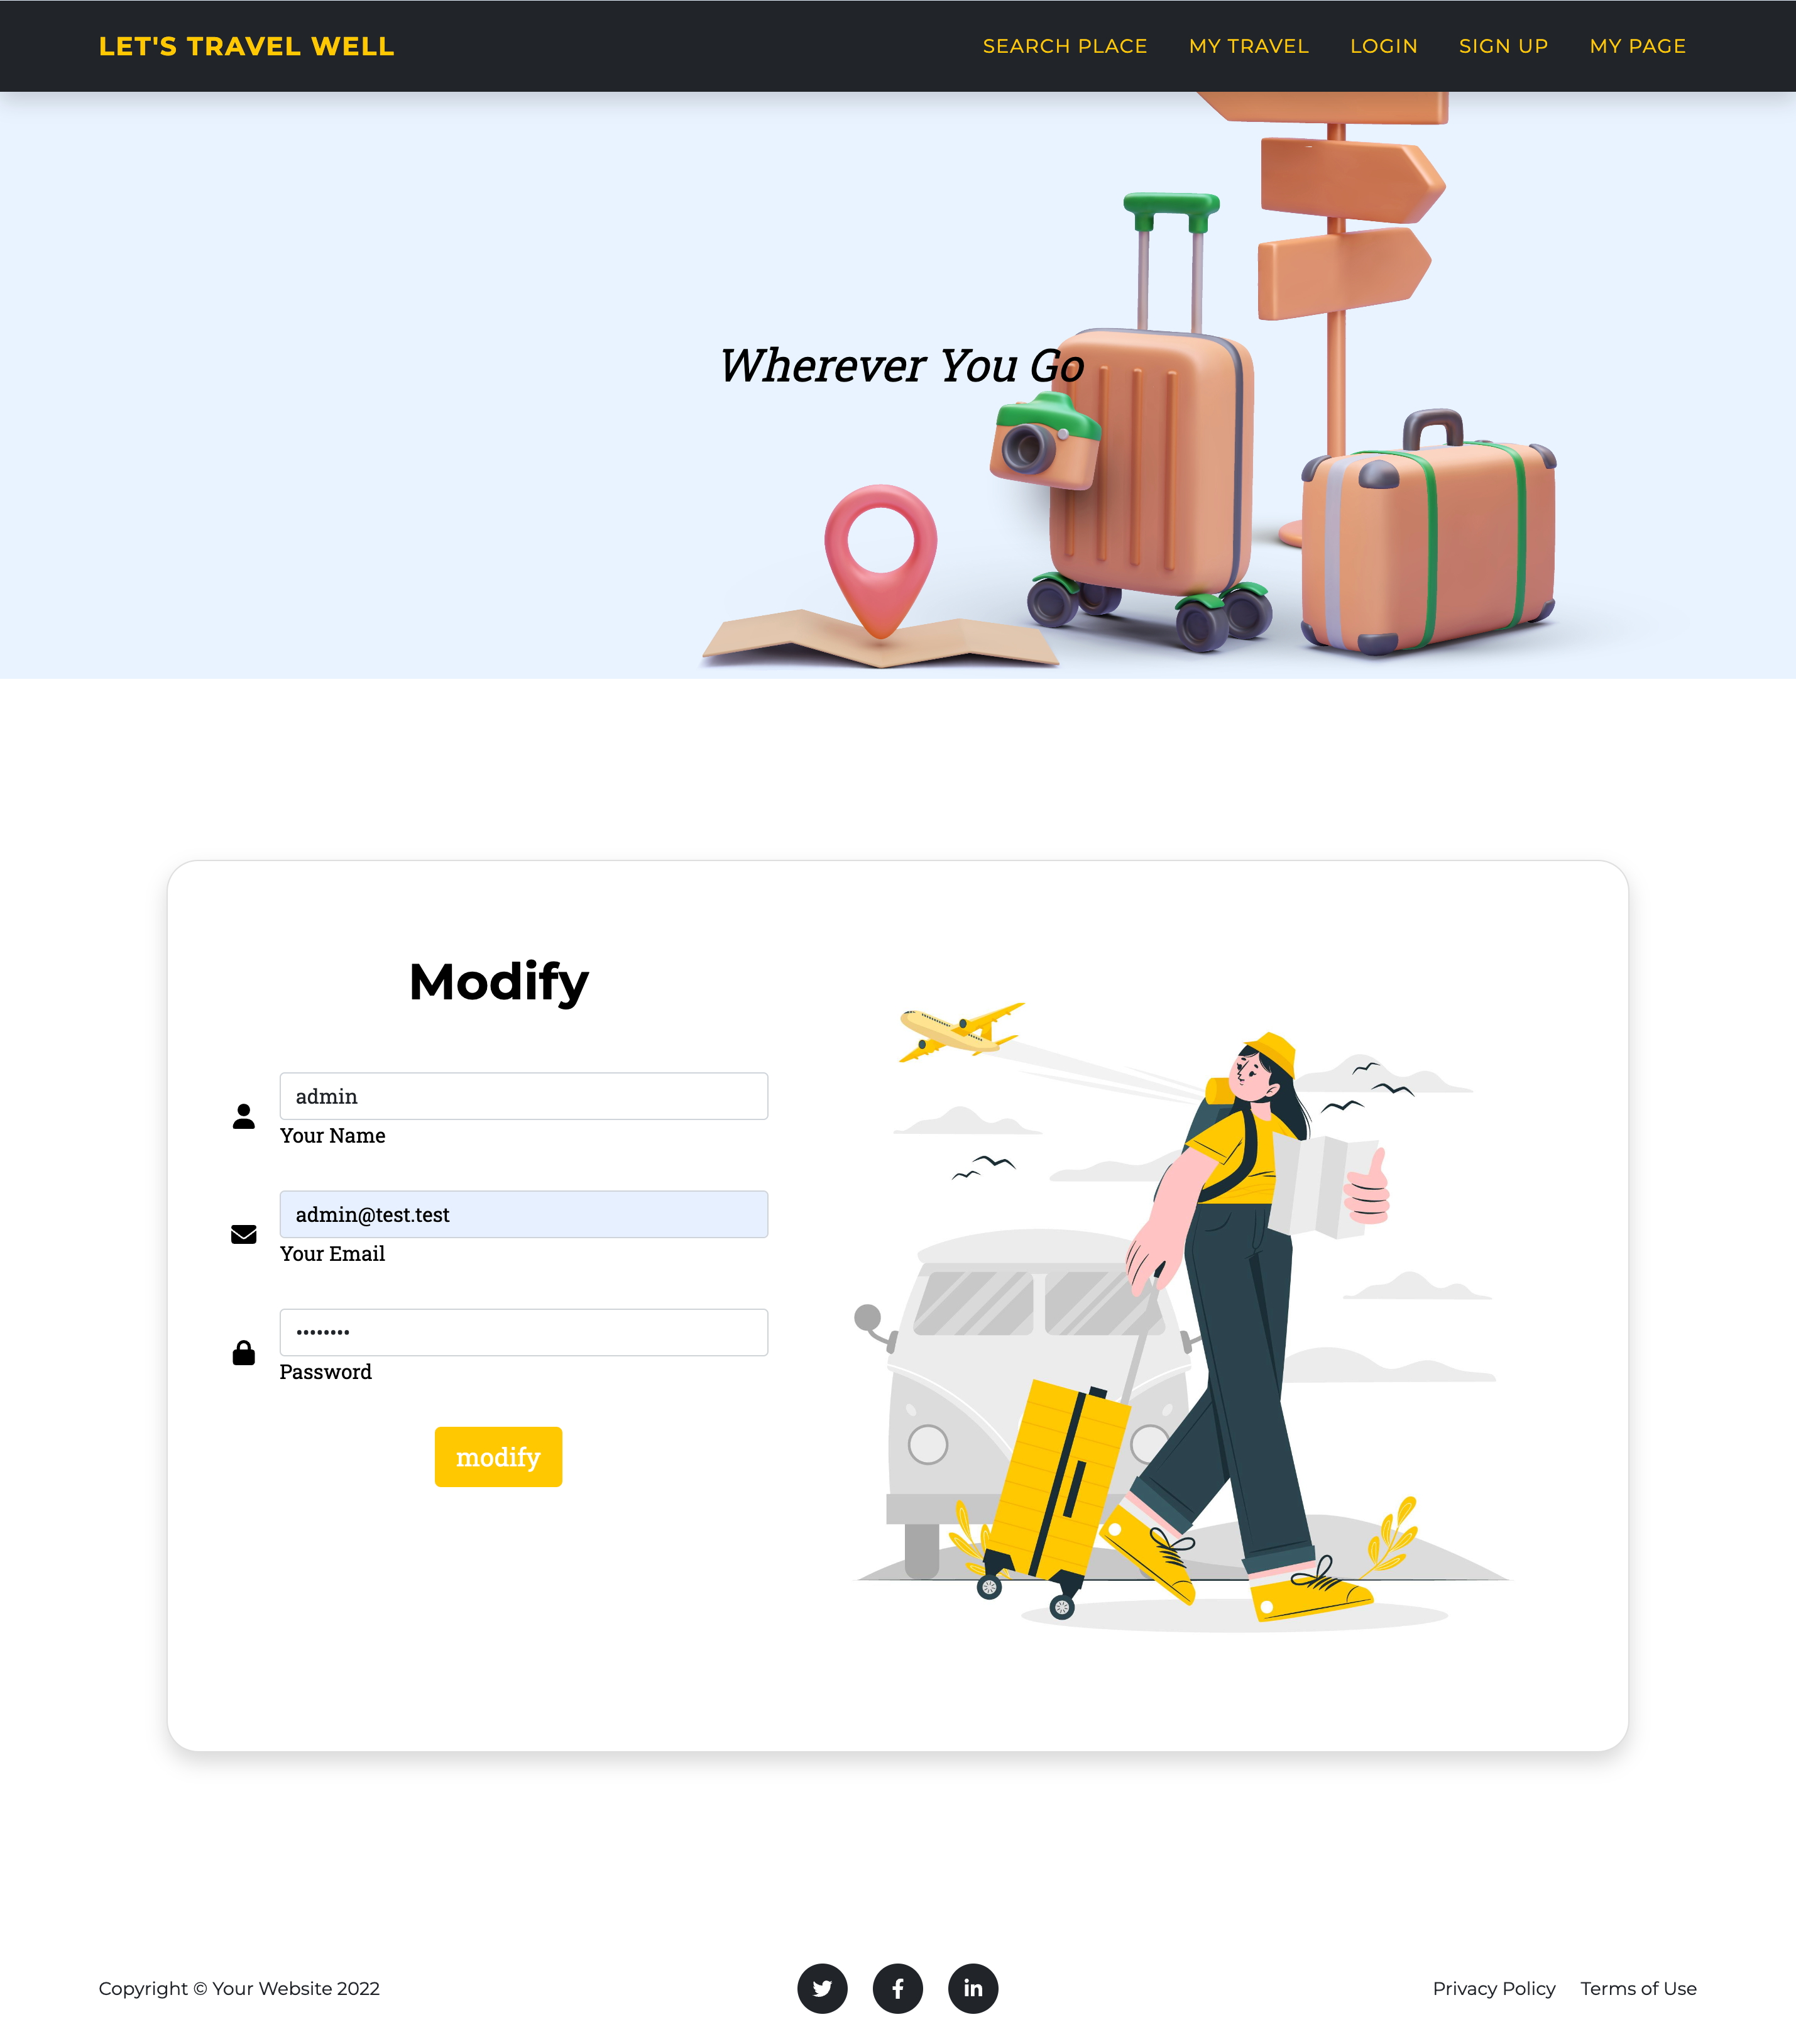 LET'S TRAVEL WELL
SEARCH PLACE MY TRAVEL LOGIN SIGN UP MY PAGE
Wherever You Go
Modify
admin
Your Name
admin@test.test
Your Email
••••••••
Password
modify
Copyright © Your Website 2022
Privacy Policy Terms of Use